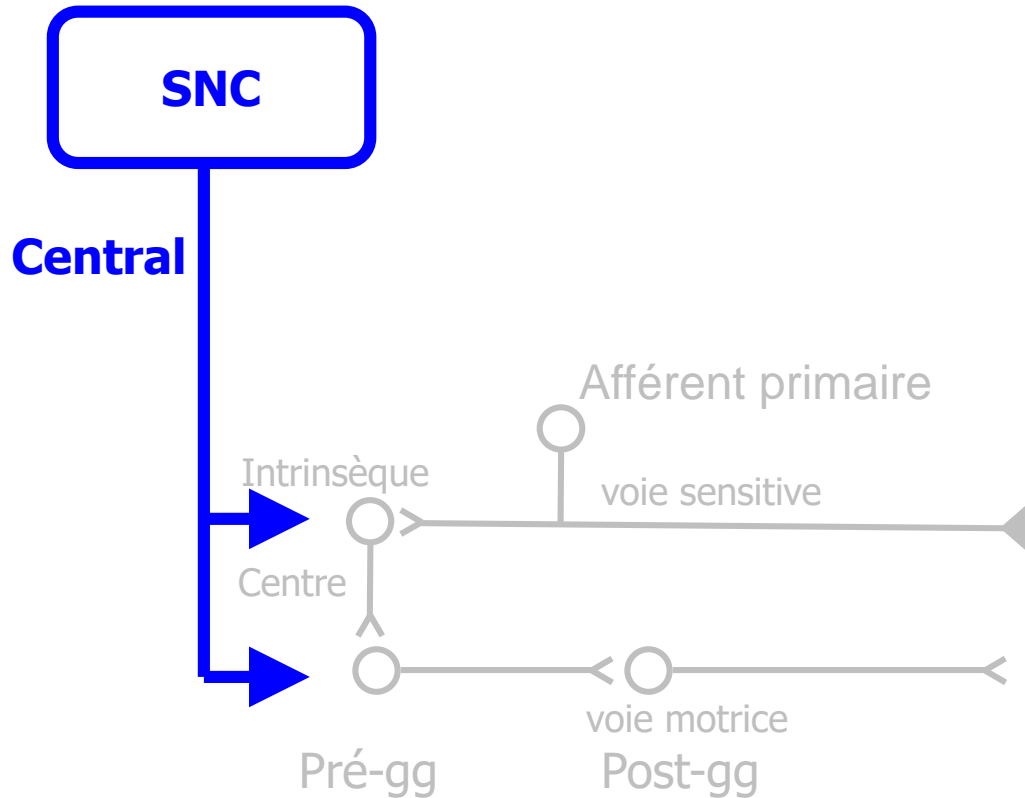 SNC
Central
Afférent primaire
Intrinsèque
voie sensitive
Centre
voie motrice
Pré-gg
Post-gg